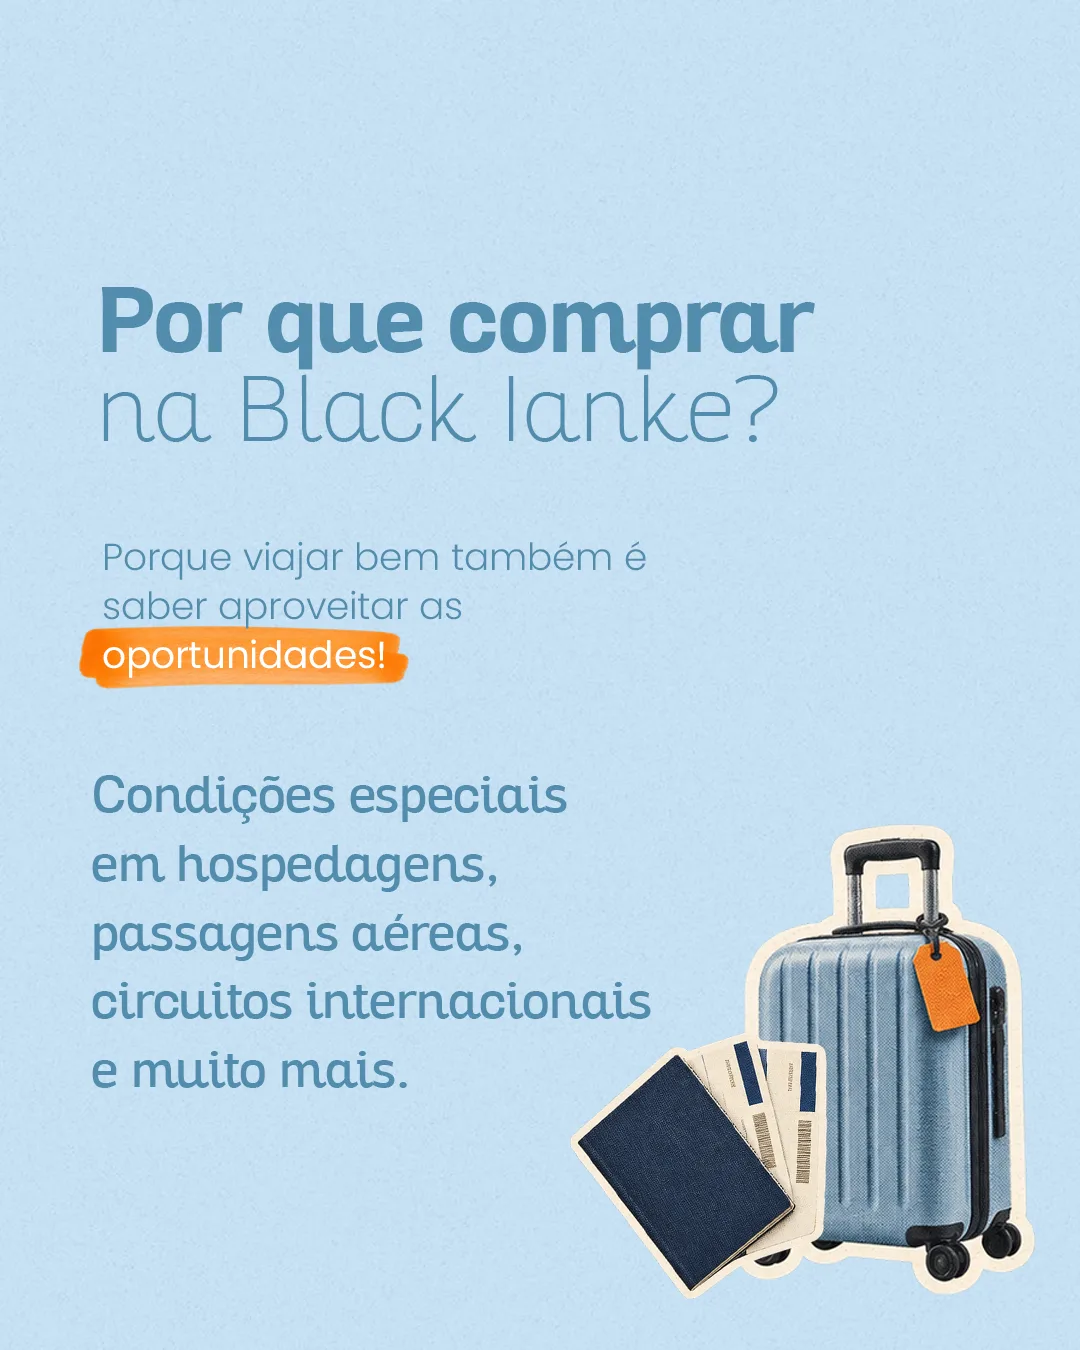 Por que comprar
na Black Ianke?
Porque viajar bem também é
saber aproveitar as
oportunidades!
Condições especiais
em hospedagens,
passagens aéreas,
circuitos internacionais
e muito mais.